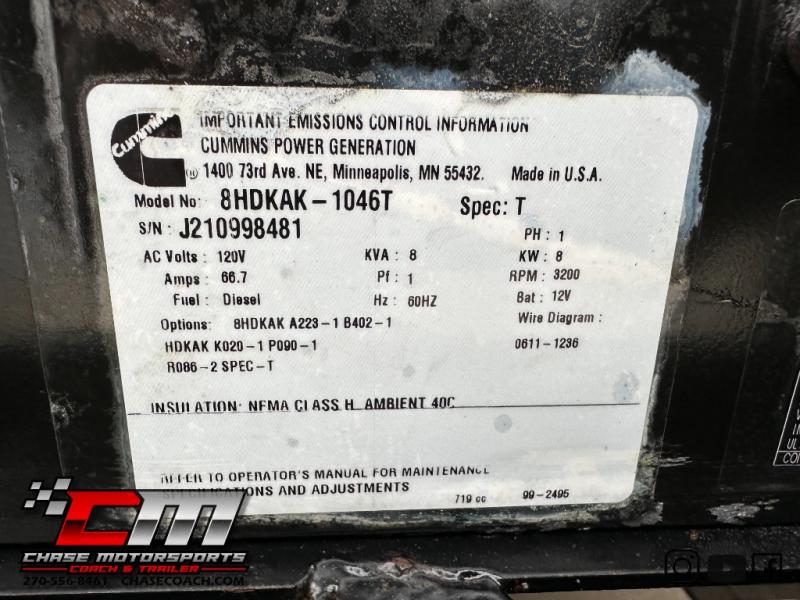 Cummins
IMPORTANT EMISSIONS CONTROL INFORMATION
CUMMINS POWER GENERATION
® 1400 73rd Ave. NE, Minneapolis, MN 55432. Made in U.S.A.
Model No: 8HDKAK-1046T Spec: T
S/N: J210998481 PH: 1
AC Volts: 120V KVA: 8 KW: 8
Amps: 66.7 Pf: 1 RPM: 3200
Fuel: Diesel Hz: 60HZ Bat: 12V
Options: 8HDKAK A223-1 B402-1 Wire Diagram:
HDKAK K020-1 P090-1 0611-1236
R086-2 SPEC-T
INSULATION: NEMA CLASS H AMBIENT 40C
REFER TO OPERATOR'S MANUAL FOR MAINTENANCE
SPECIFICATIONS AND ADJUSTMENTS 719 cc 99-2495
CM
CHASE MOTORSPORTS
COACH & TRAILER
270-556-8461 CHASECOACH.COM